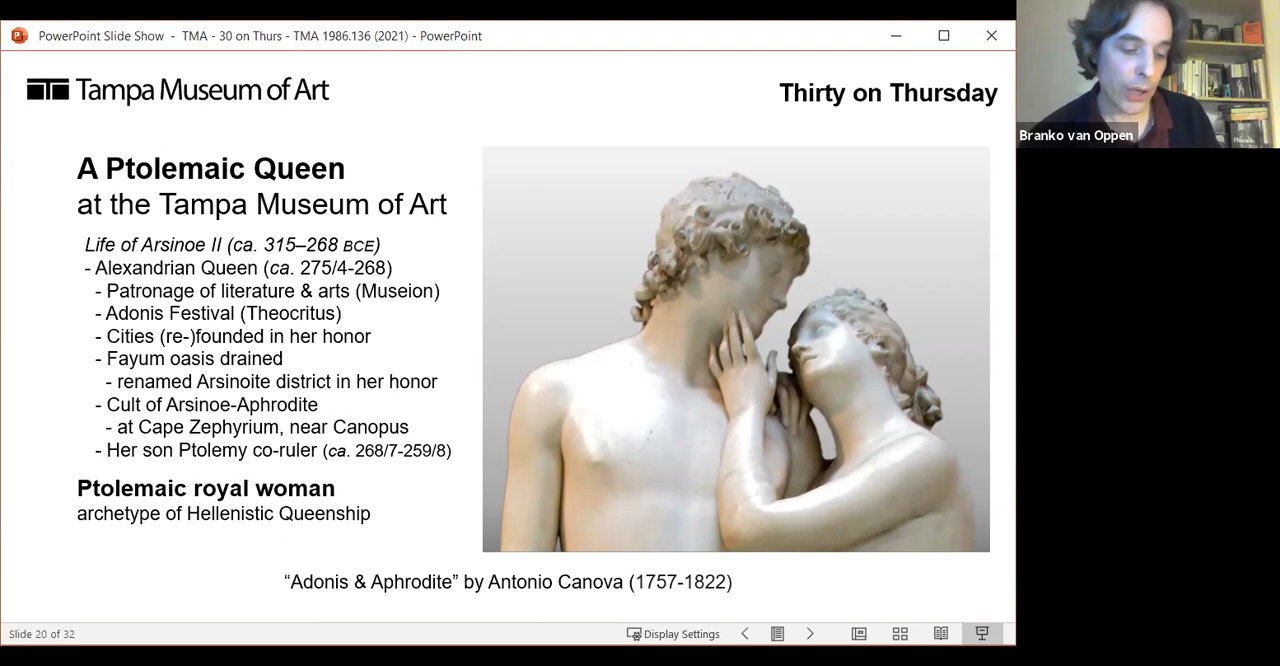 PowerPoint Slide Show - TMA - 30 on Thurs - TMA 1986.136 (2021) - PowerPoint
Tampa Museum of Art
Thirty on Thursday
A Ptolemaic Queen
at the Tampa Museum of Art
Life of Arsinoe II (ca. 315–268 BCE)
- Alexandrian Queen (ca. 275/4-268)
- Patronage of literature & arts (Museion)
- Adonis Festival (Theocritus)
- Cities (re-)founded in her honor
- Fayum oasis drained
- renamed Arsinoite district in her honor
- Cult of Arsinoe-Aphrodite
- at Cape Zephyrium, near Canopus
- Her son Ptolemy co-ruler (ca. 268/7-259/8)
Ptolemaic royal woman
archetype of Hellenistic Queenship
“Adonis & Aphrodite” by Antonio Canova (1757-1822)
Slide 20 of 32
Display Settings
Branko van Oppen